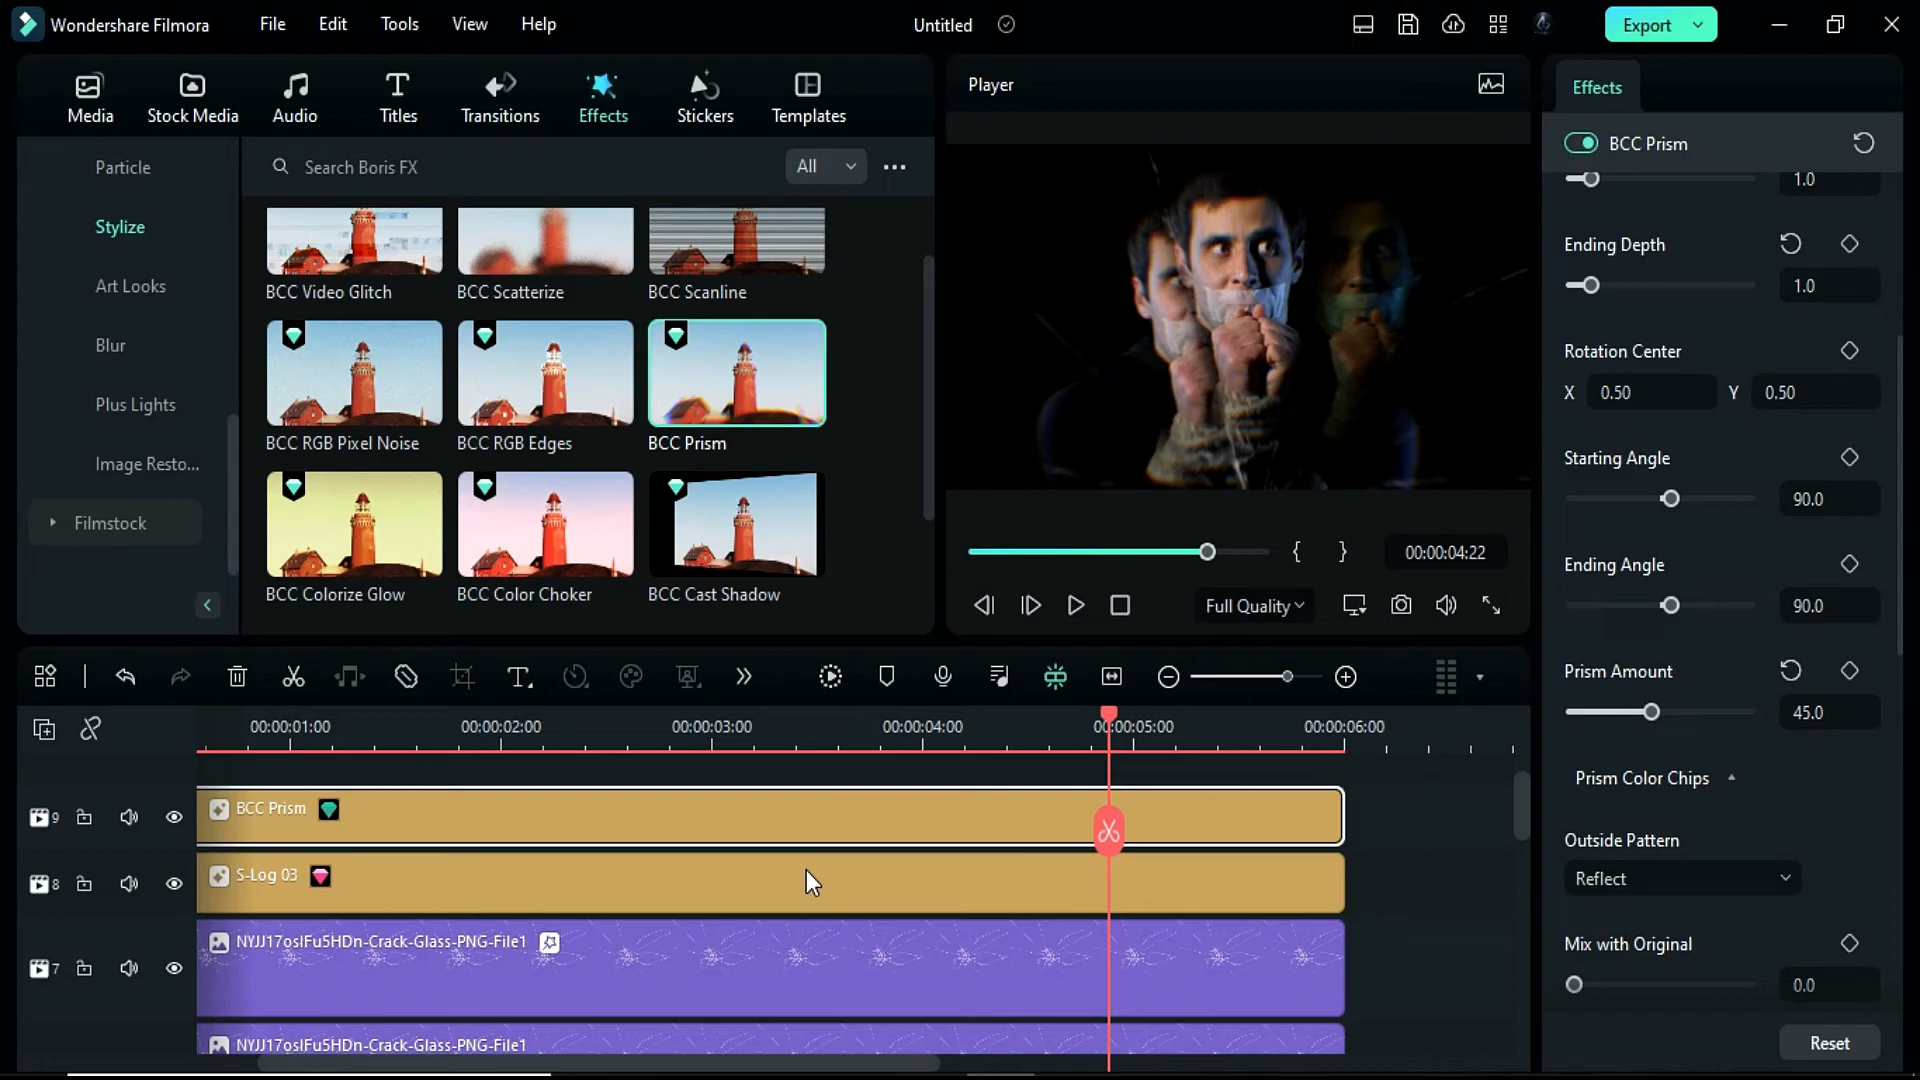 Wondershare Filmora
File
Edit
Tools
View
Help
Untitled
Export
Media
Stock Media
Audio
Titles
Transitions
Effects
Stickers
Templates
Player
Effects
Particle
Stylize
Art Looks
Blur
Plus Lights
Image Resto...
Filmstock
Search Boris FX
All
BCC Video Glitch
BCC Scatterize
BCC Scanline
BCC RGB Pixel Noise
BCC RGB Edges
BCC Prism
BCC Colorize Glow
BCC Color Choker
BCC Cast Shadow
00:00:04:22
Full Quality
BCC Prism
1.0
Ending Depth
1.0
Rotation Center
X 0.50 Y 0.50
Starting Angle
90.0
Ending Angle
90.0
Prism Amount
45.0
Prism Color Chips
Outside Pattern
Reflect
Mix with Original
0.0
Reset
00:00:01:00
00:00:02:00
00:00:03:00
00:00:04:00
00:00:05:00
00:00:06:00
9
BCC Prism
8
S-Log 03
7
NYJJ17oslFu5HDn-Crack-Glass-PNG-File1
NYJJ17oslFu5HDn-Crack-Glass-PNG-File1